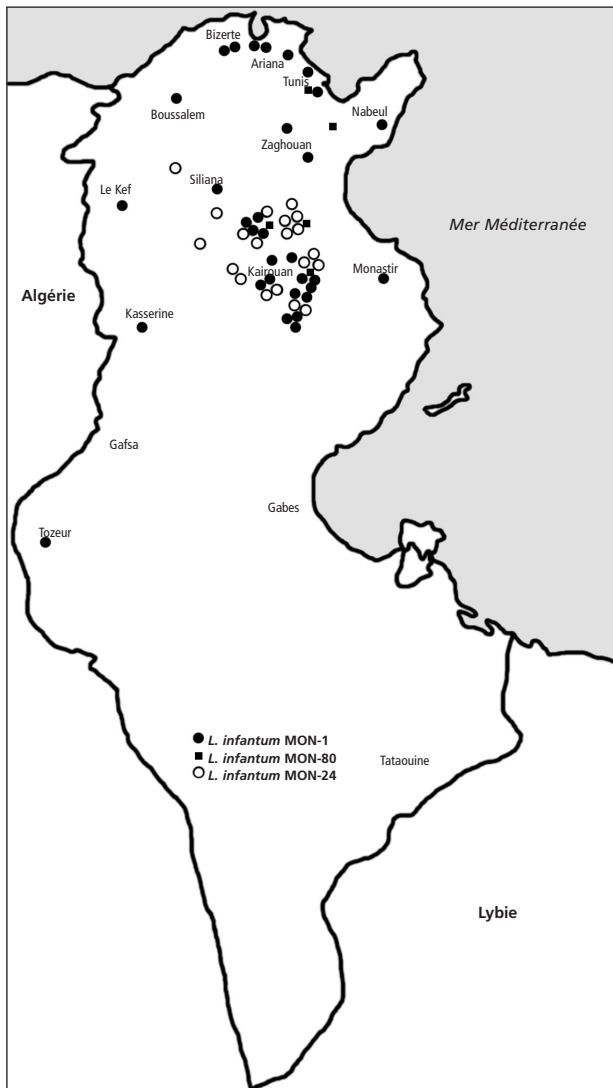 Bizerte
Ariana
Tunis
Boussalem
Nabeul
Zaghouan
Siliana
Le Kef
Mer Méditerranée
Kairouan
Monastir
Algérie
Kasserine
Gafsa
Gabes
Tozeur
L. infantum MON-1
L. infantum MON-80
Tataouine
L. infantum MON-24
Lybie